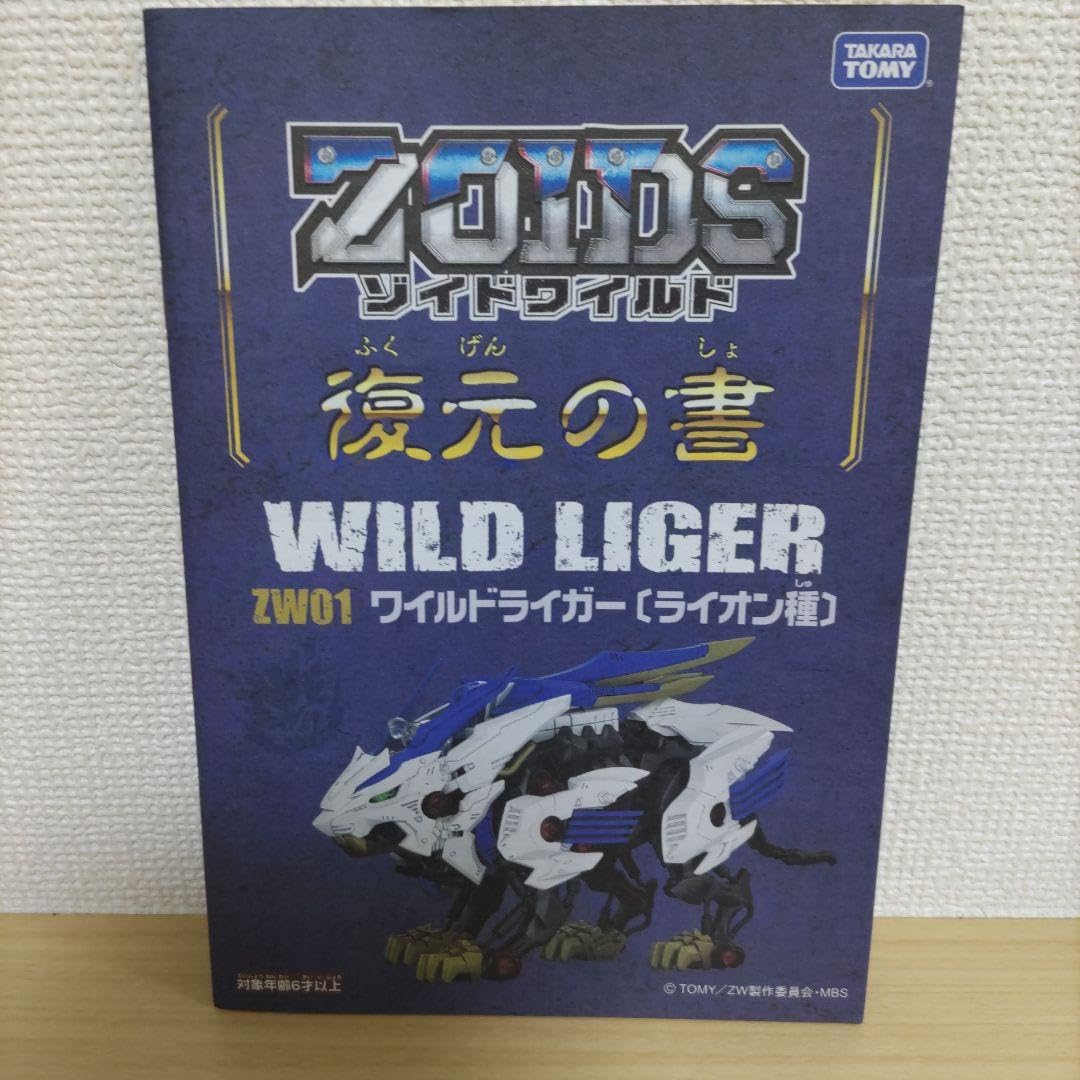 TAKARA
TOMY
ZOIDS
ゾイドワイルド
ふく げん しょ
復元の書
WILD LIGER
しゅ
ZW01 ワイルドライガー〔ライオン種〕
対象年齢6才以上
© TOMY/ZW製作委員会・MBS